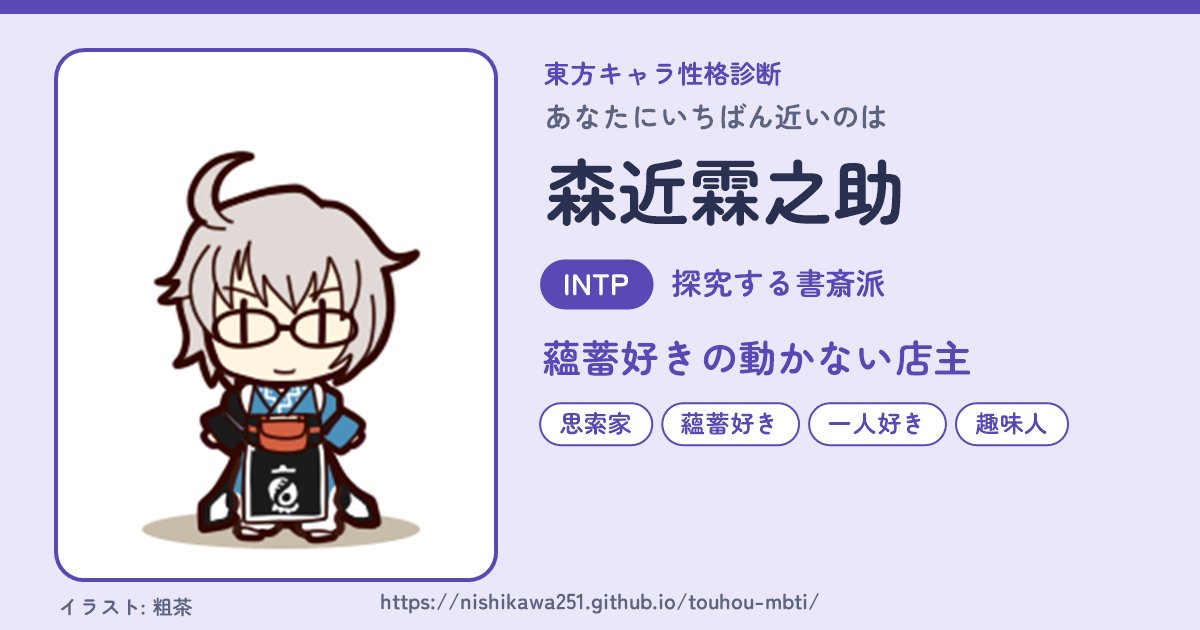 東方キャラ性格診断
あなたにいちばん近いのは
森近霖之助
INTP 探究する書斎派
蘊蓄好きの動かない店主
思索家 蘊蓄好き 一人好き 趣味人
イラスト: 粗茶
https://nishikawa251.github.io/touhou-mbti/